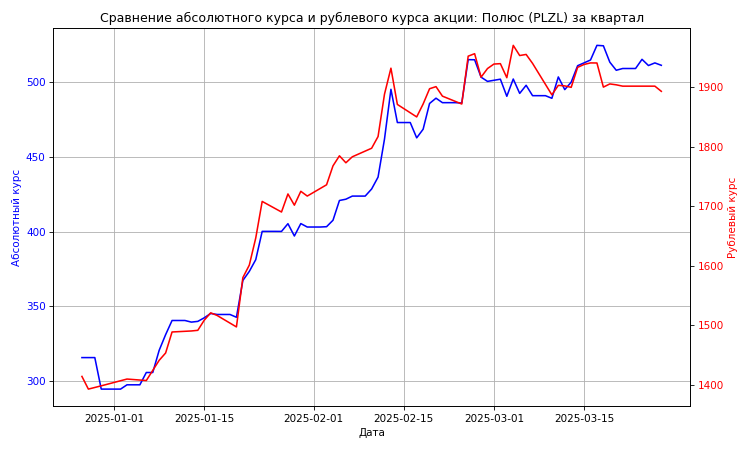 Сравнение абсолютного курса и рублевого курса акции: Полюс (PLZL) за квартал
Абсолютный курс
500
450
400
350
300
1900
1800
1700
1600
1500
1400
Рублевый курс
2025-01-01 2025-01-15 2025-02-01 2025-02-15 2025-03-01 2025-03-15
Дата